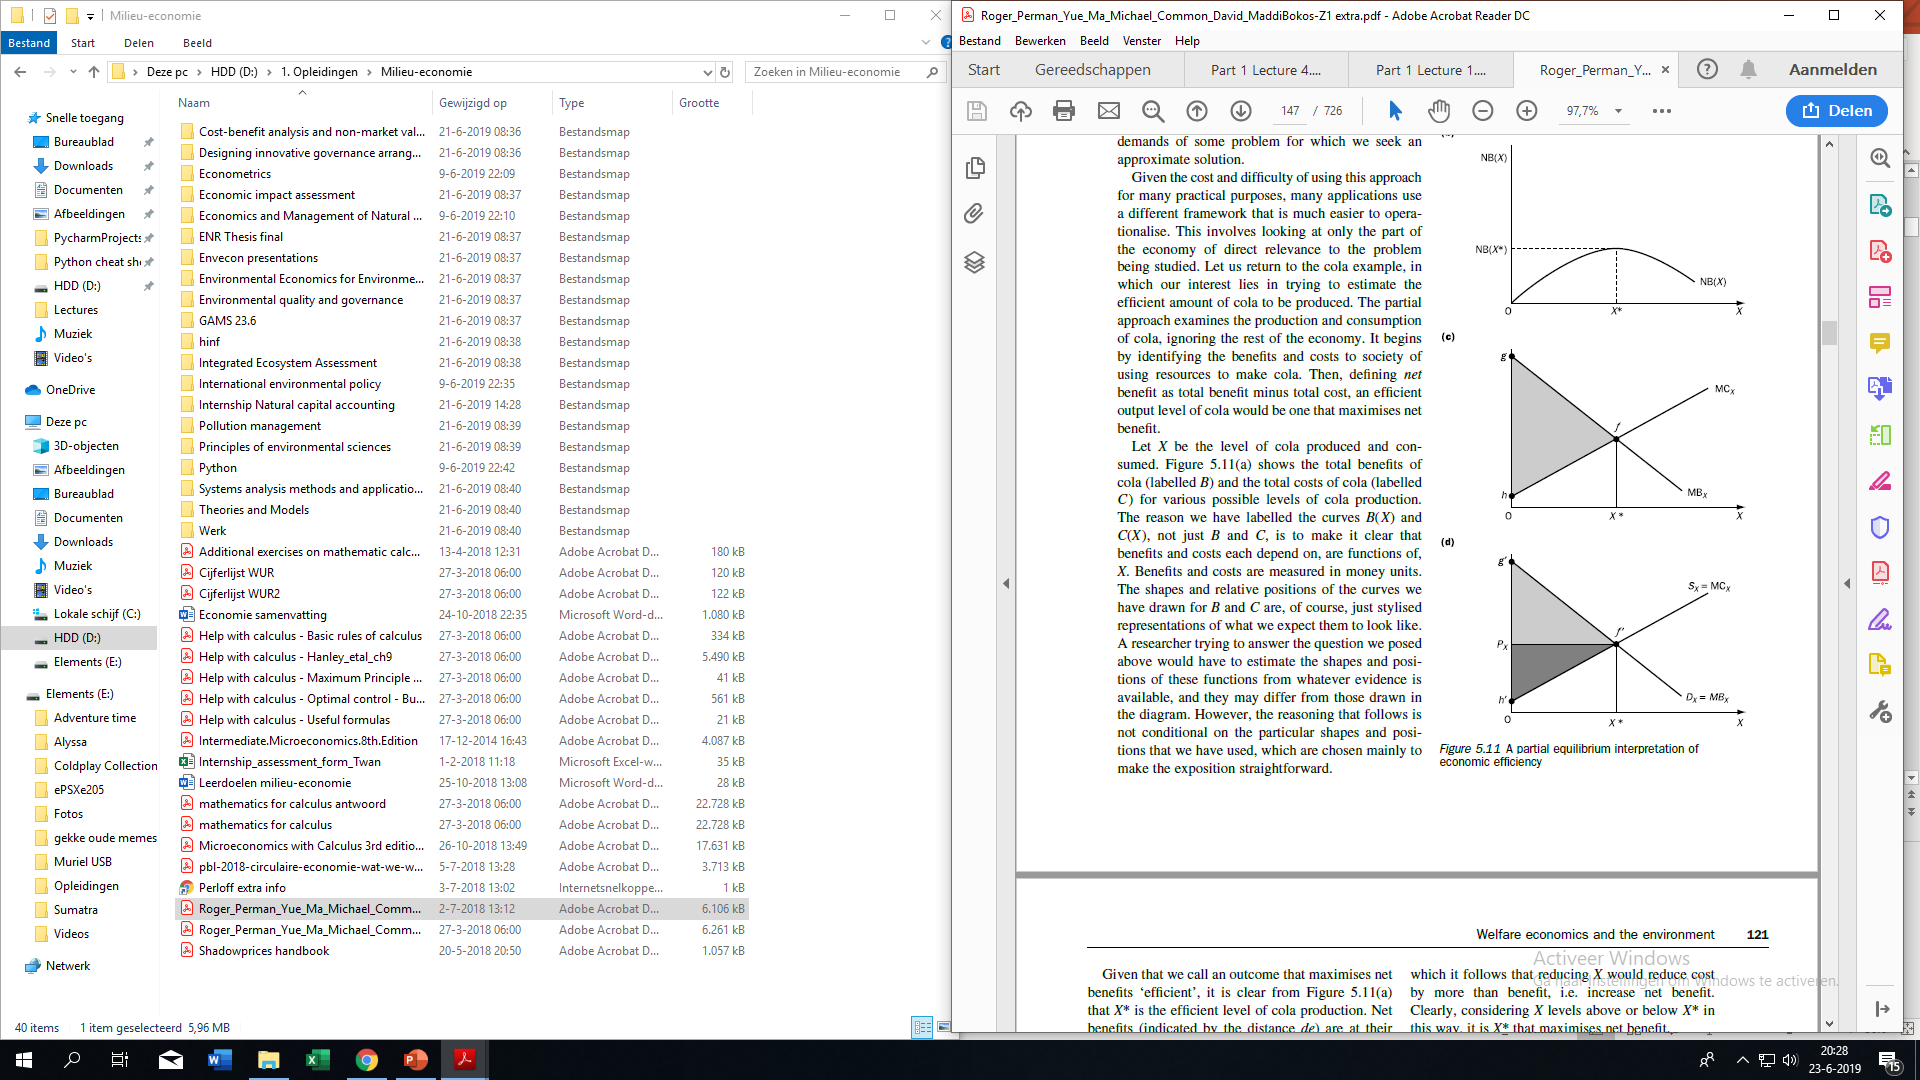 Milieu-economie
Bestand
Start
Delen
Beeld
Deze pc
HDD (D:)
1. Opleidingen
Milieu-economie
Zoeken in Milieu-economie
Snelle toegang
Bureaublad
Downloads
Documenten
Afbeeldingen
PycharmProjects
Python cheat she
HDD (D:)
Lectures
Muziek
Video's
OneDrive
Deze pc
3D-objecten
Afbeeldingen
Bureaublad
Documenten
Downloads
Muziek
Video's
Lokale schijf (C:)
HDD (D:)
Elements (E:)
Elements (E:)
Adventure time
Alyssa
Coldplay Collection
ePSXe205
Fotos
gekke oude memes
Muriel USB
Opleidingen
Sumatra
Videos
Netwerk
Naam Gewijzigd op Type Grootte
Cost-benefit analysis and non-market val... 21-6-2019 08:36 Bestandsmap
Designing innovative governance arrang... 21-6-2019 08:36 Bestandsmap
Econometrics 9-6-2019 22:09 Bestandsmap
Economic impact assessment 21-6-2019 08:37 Bestandsmap
Economics and Management of Natural ... 9-6-2019 22:10 Bestandsmap
ENR Thesis final 21-6-2019 08:37 Bestandsmap
Envecon presentations 21-6-2019 08:37 Bestandsmap
Environmental Economics for Environme... 21-6-2019 08:37 Bestandsmap
Environmental quality and governance 21-6-2019 08:37 Bestandsmap
GAMS 23.6 21-6-2019 08:37 Bestandsmap
hinf 21-6-2019 08:38 Bestandsmap
Integrated Ecosystem Assessment 21-6-2019 08:38 Bestandsmap
International environmental policy 9-6-2019 22:35 Bestandsmap
Internship Natural capital accounting 21-6-2019 14:28 Bestandsmap
Pollution management 21-6-2019 08:39 Bestandsmap
Principles of environmental sciences 21-6-2019 08:39 Bestandsmap
Python 9-6-2019 22:42 Bestandsmap
Systems analysis methods and applicatio... 21-6-2019 08:40 Bestandsmap
Theories and Models 21-6-2019 08:40 Bestandsmap
Werk 21-6-2019 08:40 Bestandsmap
Additional exercises on mathematic calc... 13-4-2018 12:31 Adobe Acrobat D... 180 kB
Cijferlijst WUR 27-3-2018 06:00 Adobe Acrobat D... 120 kB
Cijferlijst WUR2 27-3-2018 06:00 Adobe Acrobat D... 122 kB
Economie samenvatting 24-10-2018 22:35 Microsoft Word-d... 1.080 kB
Help with calculus - Basic rules of calculus 27-3-2018 06:00 Adobe Acrobat D... 334 kB
Help with calculus - Hanley_etal_ch9 27-3-2018 06:00 Adobe Acrobat D... 5.490 kB
Help with calculus - Maximum Principle ... 27-3-2018 06:00 Adobe Acrobat D... 41 kB
Help with calculus - Optimal control - Bu... 27-3-2018 06:00 Adobe Acrobat D... 561 kB
Help with calculus - Useful formulas 27-3-2018 06:00 Adobe Acrobat D... 21 kB
Intermediate.Microeconomics.8th.Edition 17-12-2014 16:43 Adobe Acrobat D... 4.087 kB
Internship_assessment_form_Twan 1-2-2018 11:18 Microsoft Excel-w... 35 kB
Leerdoelen milieu-economie 25-10-2018 13:08 Microsoft Word-d... 28 kB
mathematics for calculus antwoord 27-3-2018 06:00 Adobe Acrobat D... 22.728 kB
mathematics for calculus 27-3-2018 06:00 Adobe Acrobat D... 22.728 kB
Microeconomics with Calculus 3rd editio... 26-10-2018 13:49 Adobe Acrobat D... 17.631 kB
pbl-2018-circulaire-economie-wat-we-w... 5-7-2018 13:28 Adobe Acrobat D... 3.713 kB
Perloff extra info 3-7-2018 13:02 Internetsnelkoppe... 1 kB
Roger_Perman_Yue_Ma_Michael_Comm... 2-7-2018 13:12 Adobe Acrobat D... 6.106 kB
Roger_Perman_Yue_Ma_Michael_Comm... 27-3-2018 06:00 Adobe Acrobat D... 6.261 kB
Shadowprices handbook 20-5-2018 20:50 Adobe Acrobat D... 1.057 kB
40 items 1 item geselecteerd 5,96 MB
Roger_Perman_Yue_Ma_Michael_Common_David_MaddiBokos-Z1 extra.pdf - Adobe Acrobat Reader DC
Bestand Bewerken Beeld Venster Help
Start Gereedschappen Part 1 Lecture 4.... Part 1 Lecture 1.... Roger_Perman_Y... Aanmelden
147 / 726 97,7% Delen
demands of some problem for which we seek an
approximate solution.
Given the cost and difficulty of using this approach
for many practical purposes, many applications use
a different framework that is much easier to opera-
tionalise. This involves looking at only the part of
the economy of direct relevance to the problem
being studied. Let us return to the cola example, in
which our interest lies in trying to estimate the
efficient amount of cola to be produced. The partial
approach examines the production and consumption
of cola, ignoring the rest of the economy. It begins
by identifying the benefits and costs to society of
using resources to make cola. Then, defining net
benefit as total benefit minus total cost, an efficient
output level of cola would be one that maximises net
benefit.
Let X be the level of cola produced and con-
sumed. Figure 5.11(a) shows the total benefits of
cola (labelled B) and the total costs of cola (labelled
C) for various possible levels of cola production.
The reason we have labelled the curves B(X) and
C(X), not just B and C, is to make it clear that
benefits and costs each depend on, are functions of,
X. Benefits and costs are measured in money units.
The shapes and relative positions of the curves we
have drawn for B and C are, of course, just stylised
representations of what we expect them to look like.
A researcher trying to answer the question we posed
above would have to estimate the shapes and posi-
tions of these functions from whatever evidence is
available, and they may differ from those drawn in
the diagram. However, the reasoning that follows is
not conditional on the particular shapes and posi-
tions that we have used, which are chosen mainly to
make the exposition straightforward.
NB(X)
NB(X*)
NB(X)
O X* X
(c)
g
MCX
f
h
MBX
O X* X
(d)
g′
SX = MCX
f′
PX
h′
DX = MBX
O X* X
Figure 5.11 A partial equilibrium interpretation of
economic efficiency
Welfare economics and the environment 121
Given that we call an outcome that maximises net
benefits ‘efficient’, it is clear from Figure 5.11(a)
that X* is the efficient level of cola production. Net
benefits (indicated by the distance de) are at their
which it follows that reducing X would reduce cost
by more than benefit, i.e. increase net benefit.
Clearly, considering X levels above or below X* in
this way, it is X* that maximises net benefit.
Activeer Windows
Ga naar Instellingen om Windows te activeren.
20:28
23-6-2019
15